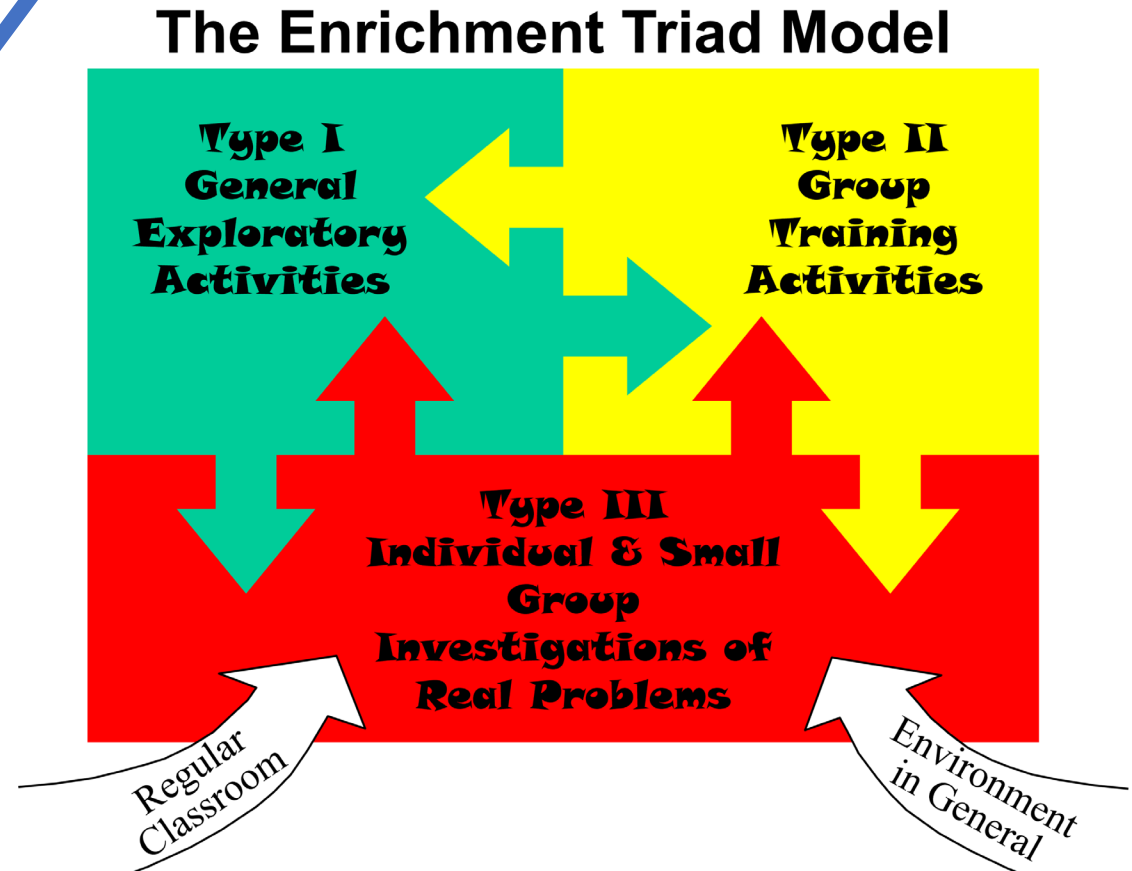 The Enrichment Triad Model
Type I
General
Exploratory
Activities
Type II
Group
Training
Activities
Type III
Individual & Small
Group
Investigations of
Real Problems
Regular
Classroom
Environment
in General